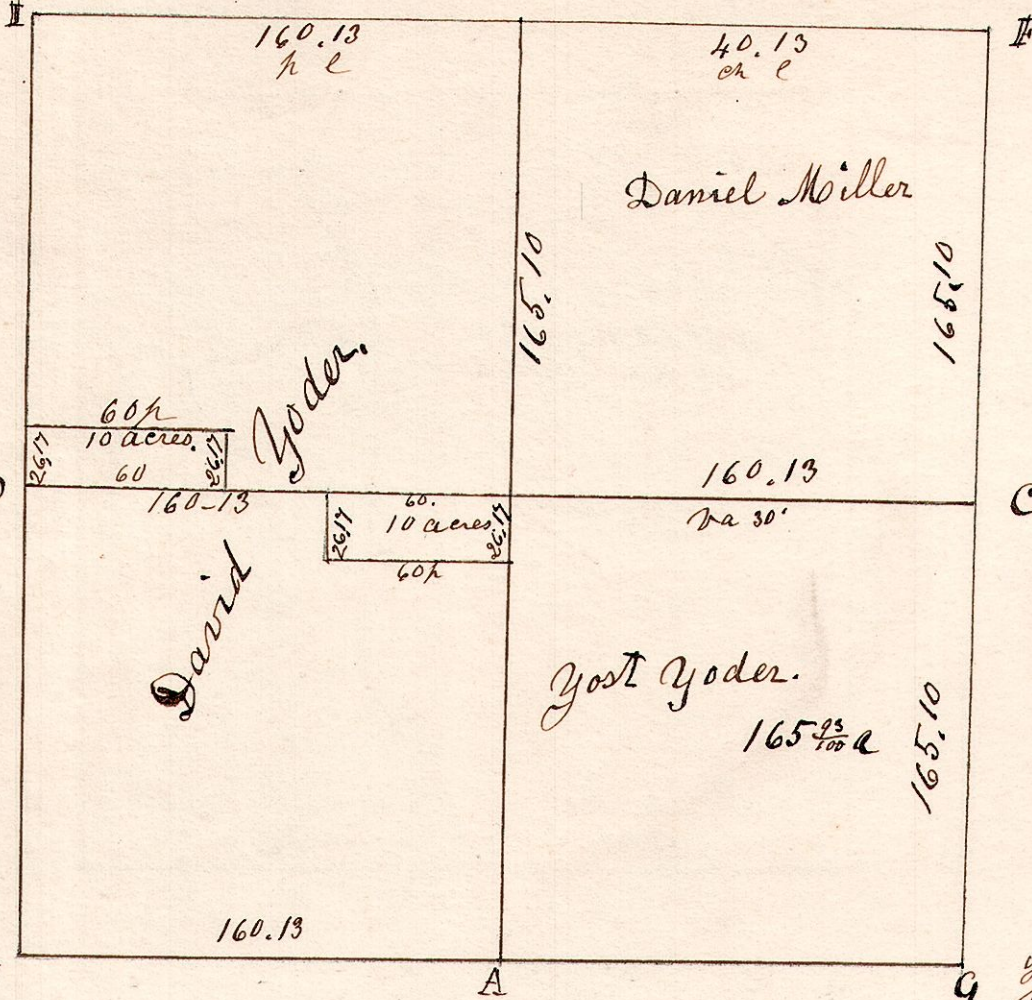 160.13
p l
40.13
ch l
Daniel Miller
165.10
165.10
Yoder.
60p
10 acres.
26,17
26,17
60
160-13
60.
10 acres
26,17
26,17
60p
160.13
va 30'
C
David
Yost Yoder.
165 93/100 a
165.10
160.13
A
G